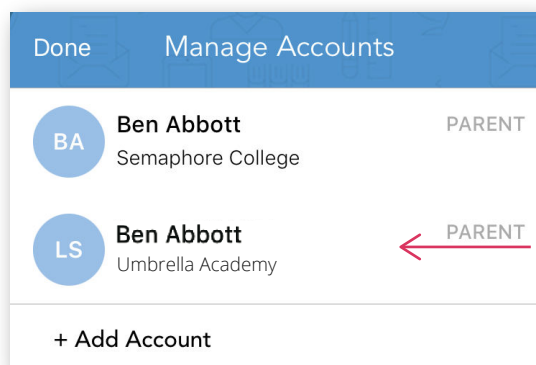 Done Manage Accounts
BA Ben Abbott PARENT
Semaphore College
LS Ben Abbott PARENT
Umbrella Academy
+ Add Account